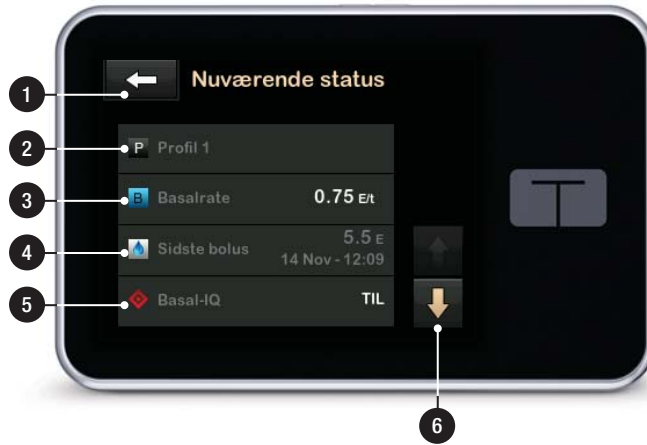 Nuværende status
1
2
P Profil 1
3
B Basalrate 0.75 E/t
4
Sidste bolus 5.5 E
14 Nov - 12:09
5
Basal-IQ TIL
6